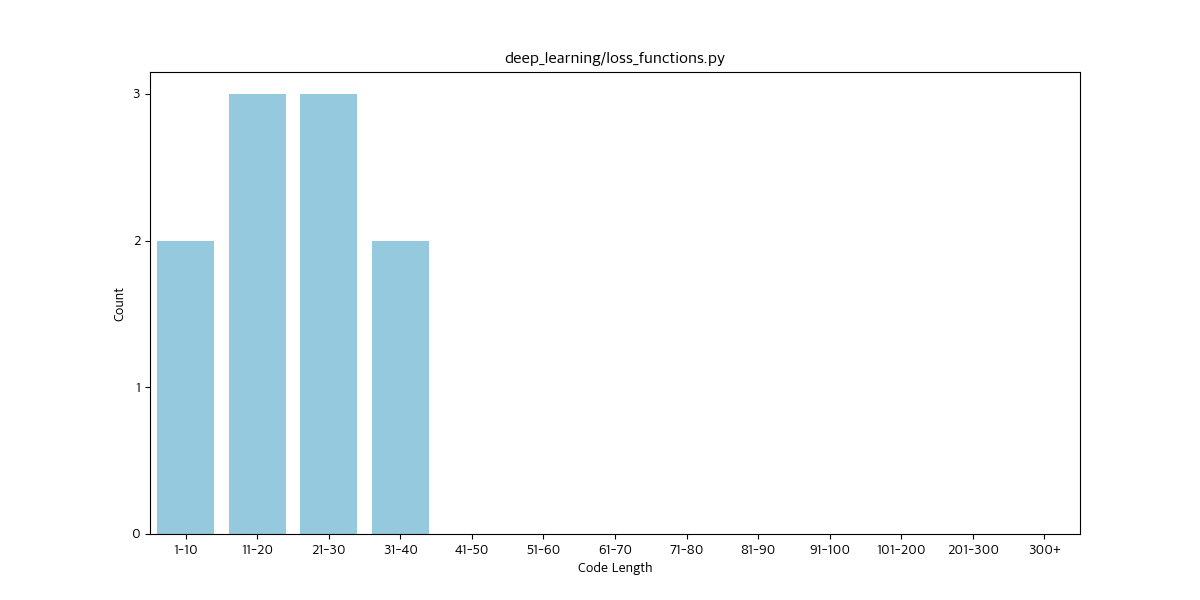 deep_learning/loss_functions.py
3
2
1
0
Count
1-10 11-20 21-30 31-40 41-50 51-60 61-70 71-80 81-90 91-100 101-200 201-300 300+
Code Length